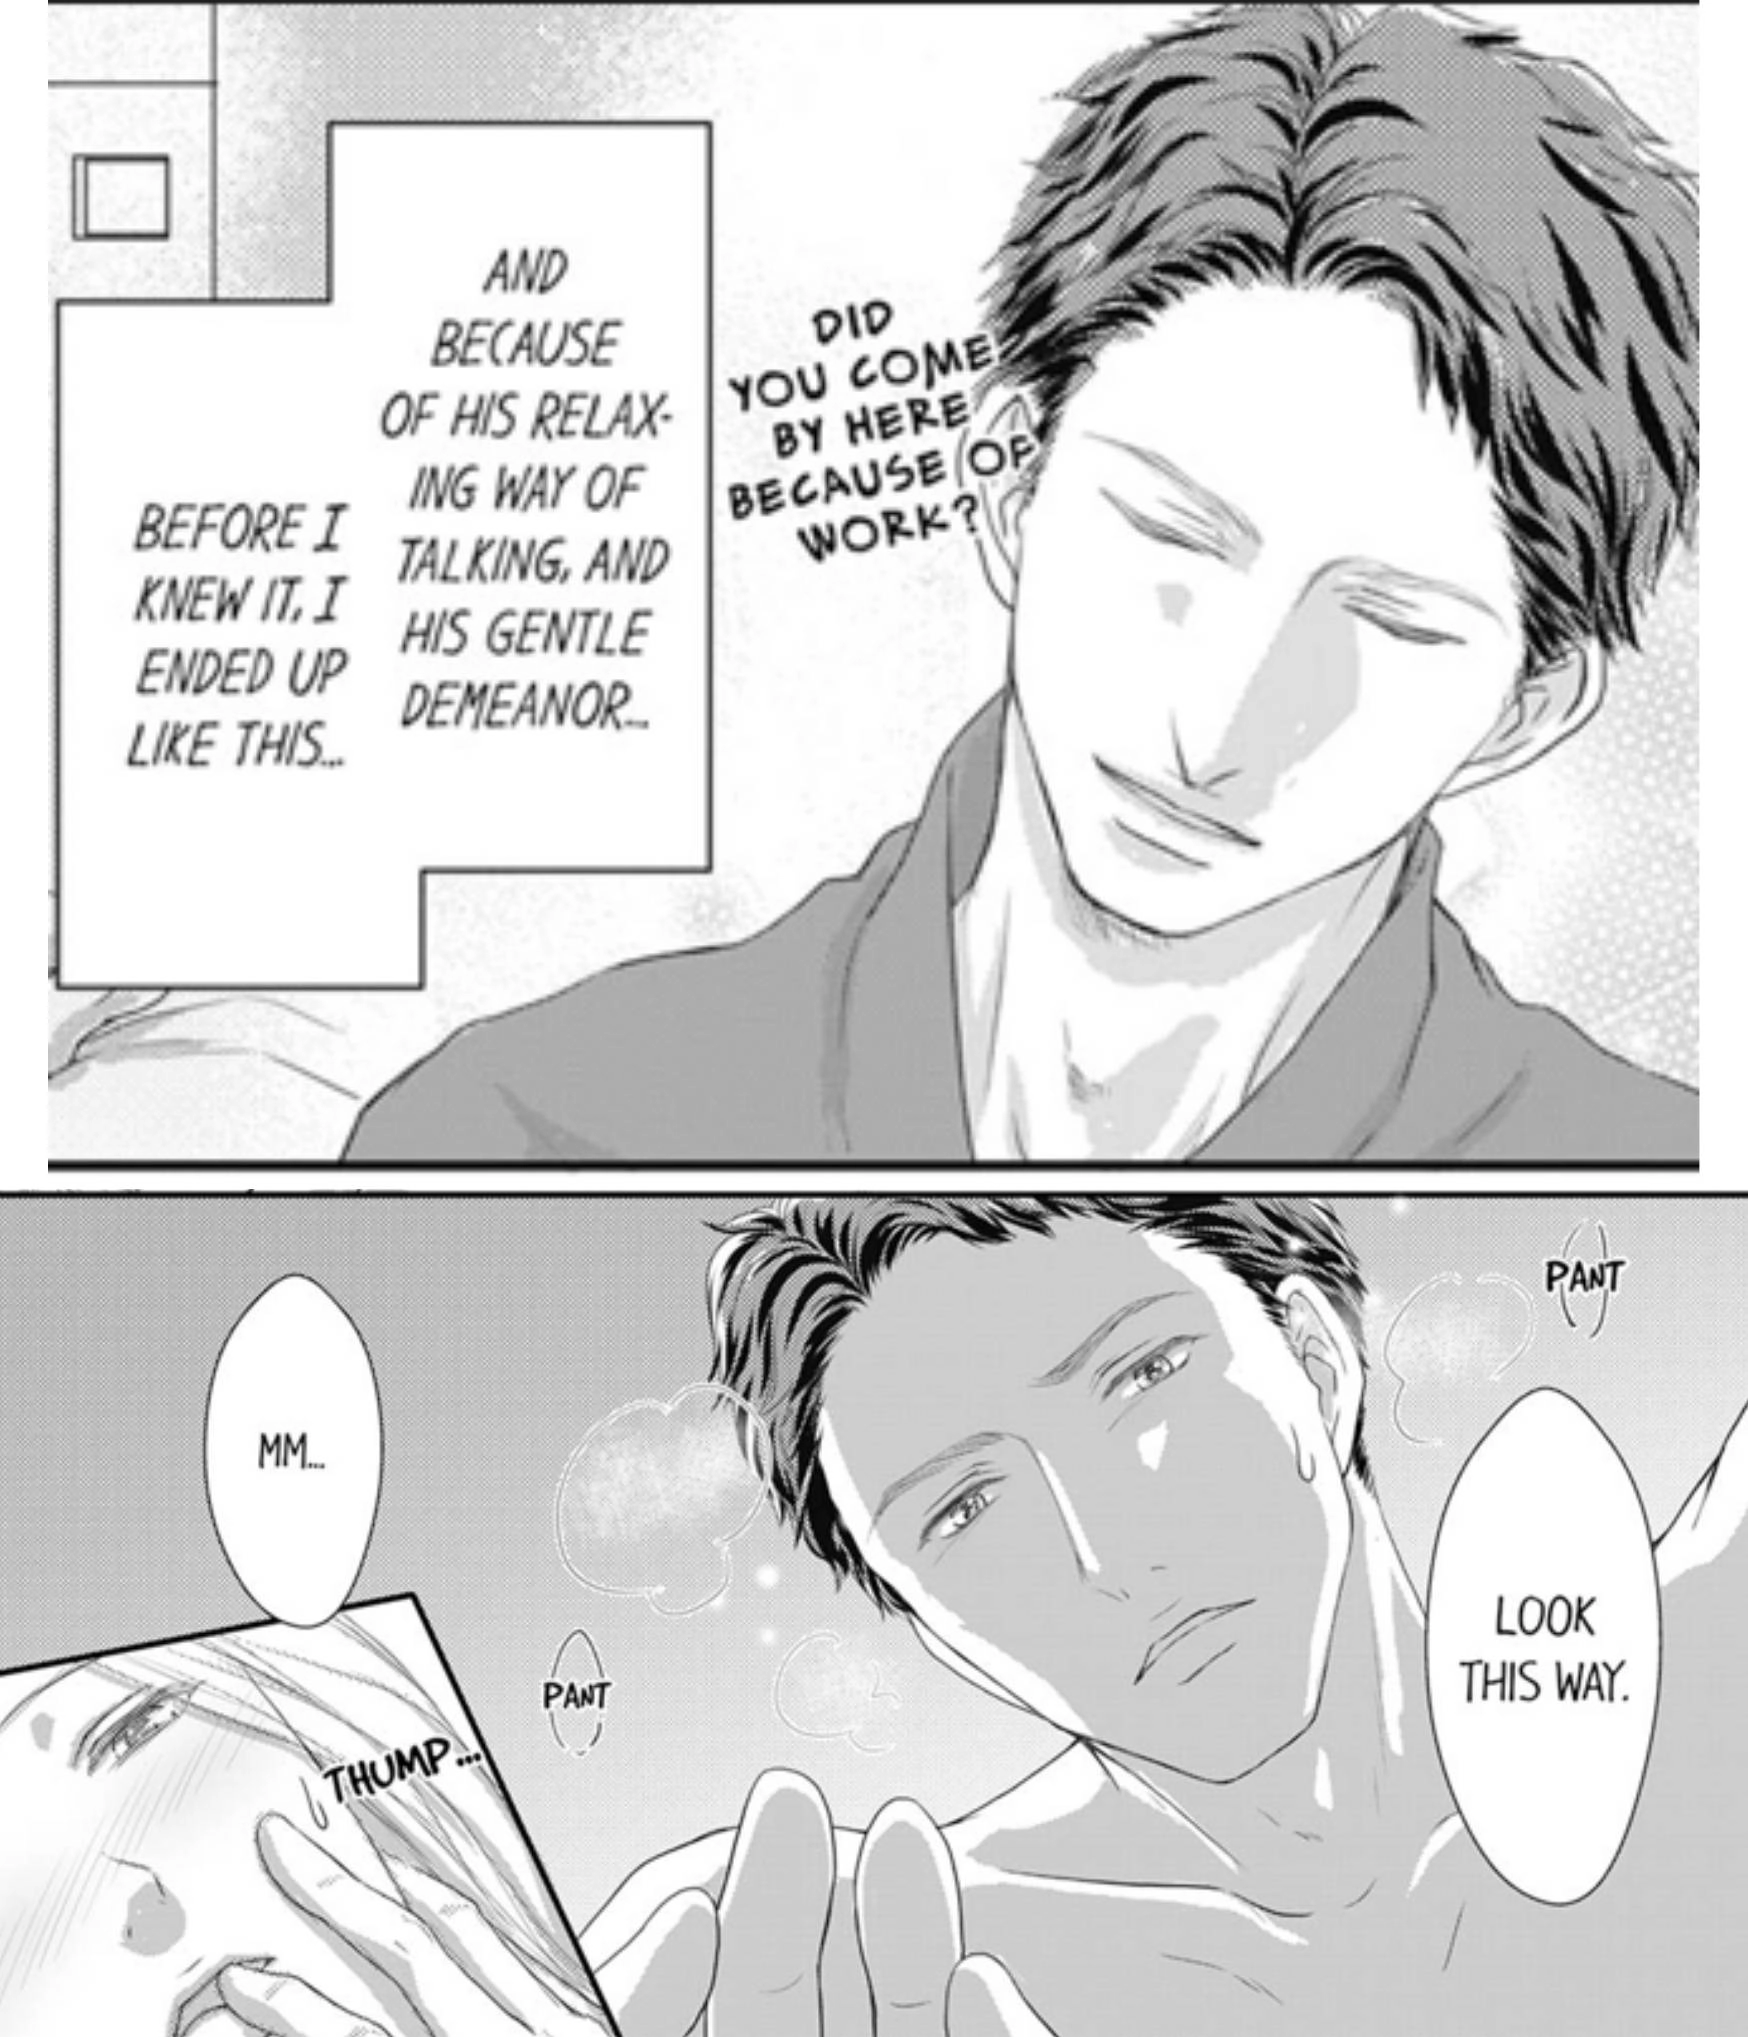 AND
BECAUSE
OF HIS RELAX-
ING WAY OF
TALKING, AND
HIS GENTLE
DEMEANOR...
BEFORE I
KNEW IT, I
ENDED UP
LIKE THIS...
DID
YOU COME
BY HERE
BECAUSE OF
WORK?
PANT
LOOK
THIS WAY.
MM...
PANT
THUMP...